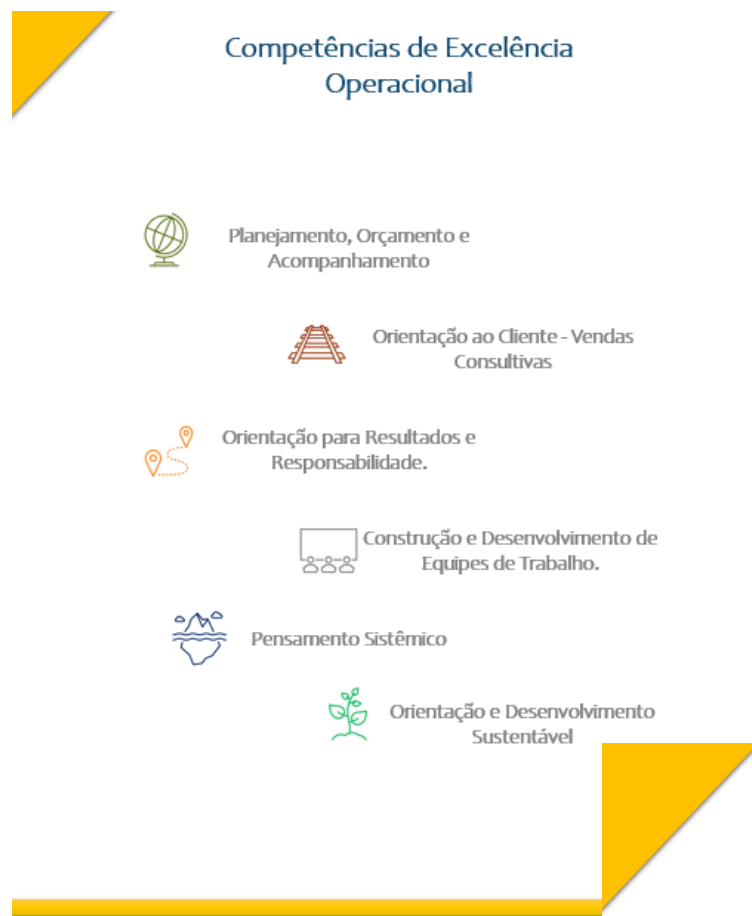 Competências de Excelência
Operacional
Planejamento, Orçamento e
Acompanhamento
Orientação ao Cliente - Vendas
Consultivas
Orientação para Resultados e
Responsabilidade.
Construção e Desenvolvimento de
Equipes de Trabalho.
Pensamento Sistêmico
Orientação e Desenvolvimento
Sustentável